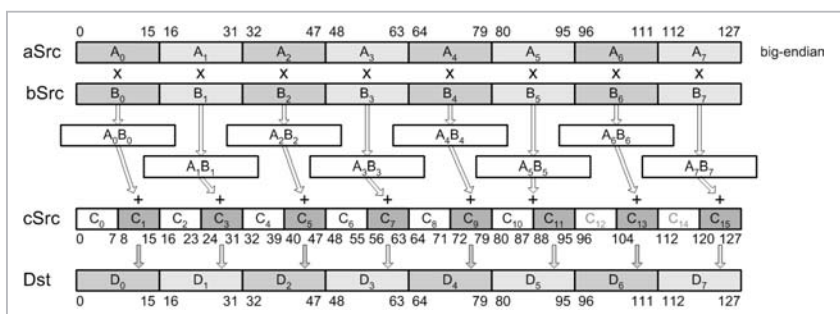 0 15 16 31 32 47 48 63 64 79 80 95 96 111 112 127
aSrc A₀ A₁ A₂ A₃ A₄ A₅ A₆ A₇ big-endian
x x x x x x x x
bSrc B₀ B₁ B₂ B₃ B₄ B₅ B₆ B₇
A₀B₀ A₂B₂ A₄B₄ A₆B₆
A₁B₁ A₃B₃ A₅B₅ A₇B₇
+ + + + + + + +
cSrc C₀ C₁ C₂ C₃ C₄ C₅ C₆ C₇ C₈ C₉ C₁₀ C₁₁ C₁₂ C₁₃ C₁₄ C₁₅
0 7 8 15 16 23 24 31 32 39 40 47 48 55 56 63 64 71 72 79 80 87 88 95 96 104 111 112 120 127
Dst D₀ D₁ D₂ D₃ D₄ D₅ D₆ D₇
0 15 16 31 32 47 48 63 64 79 80 95 96 111 112 127